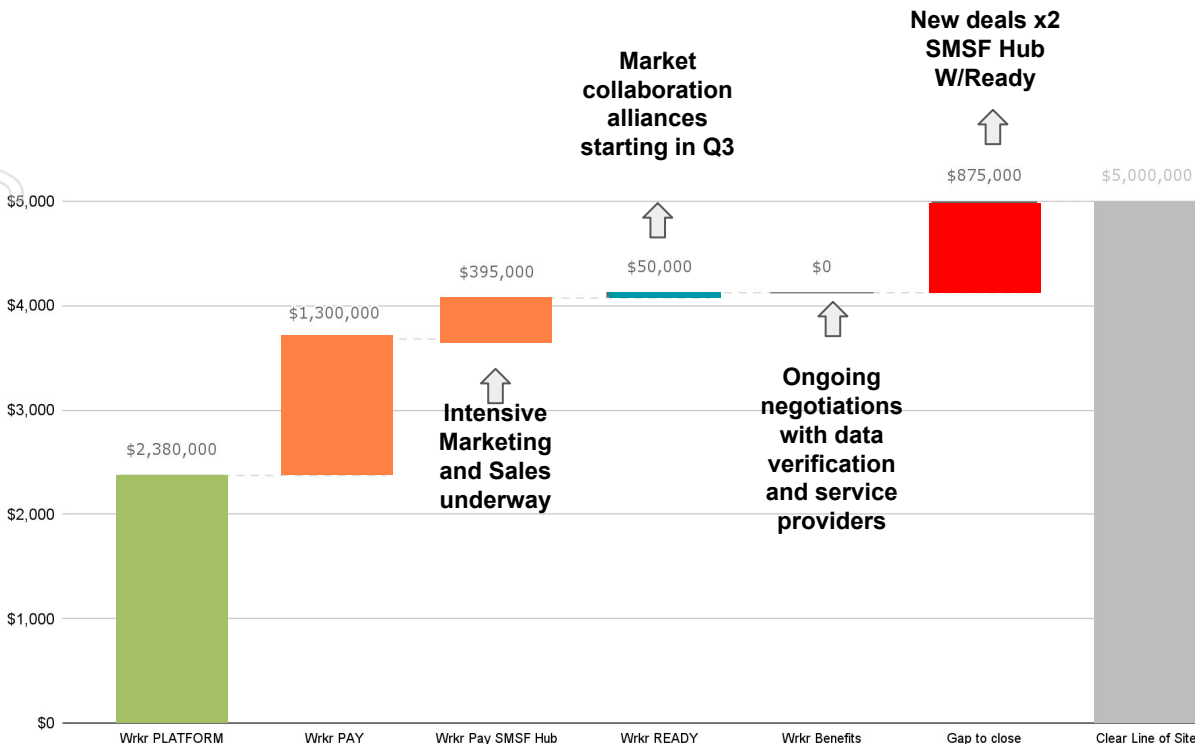 New deals x2
SMSF Hub
W/Ready
Market
collaboration
alliances
starting in Q3
$875,000
$5,000,000
$5,000
$395,000
$50,000
$0
$4,000
$1,300,000
Ongoing
negotiations
with data
verification
and service
providers
$3,000
Intensive
Marketing
and Sales
underway
$2,380,000
$2,000
$1,000
$0
Wrkr PLATFORM
Wrkr PAY
Wrkr Pay SMSF Hub
Wrkr READY
Wrkr Benefits
Gap to close
Clear Line of Site